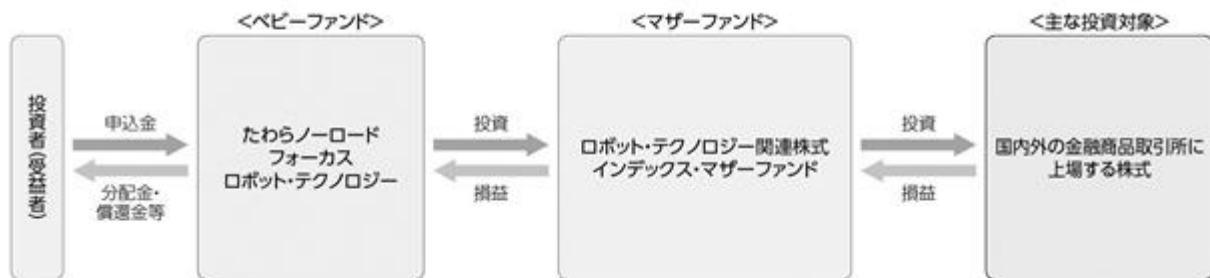 <ベビーファンド>
<マザーファンド>
<主な投資対象>
投資者(受益者)
申込金
分配金・
償還金等
たわらノーロード
フォーカス
ロボット・テクノロジー
投資
損益
ロボット・テクノロジー関連株式
インデックス・マザーファンド
投資
損益
国内外の金融商品取引所に
上場する株式